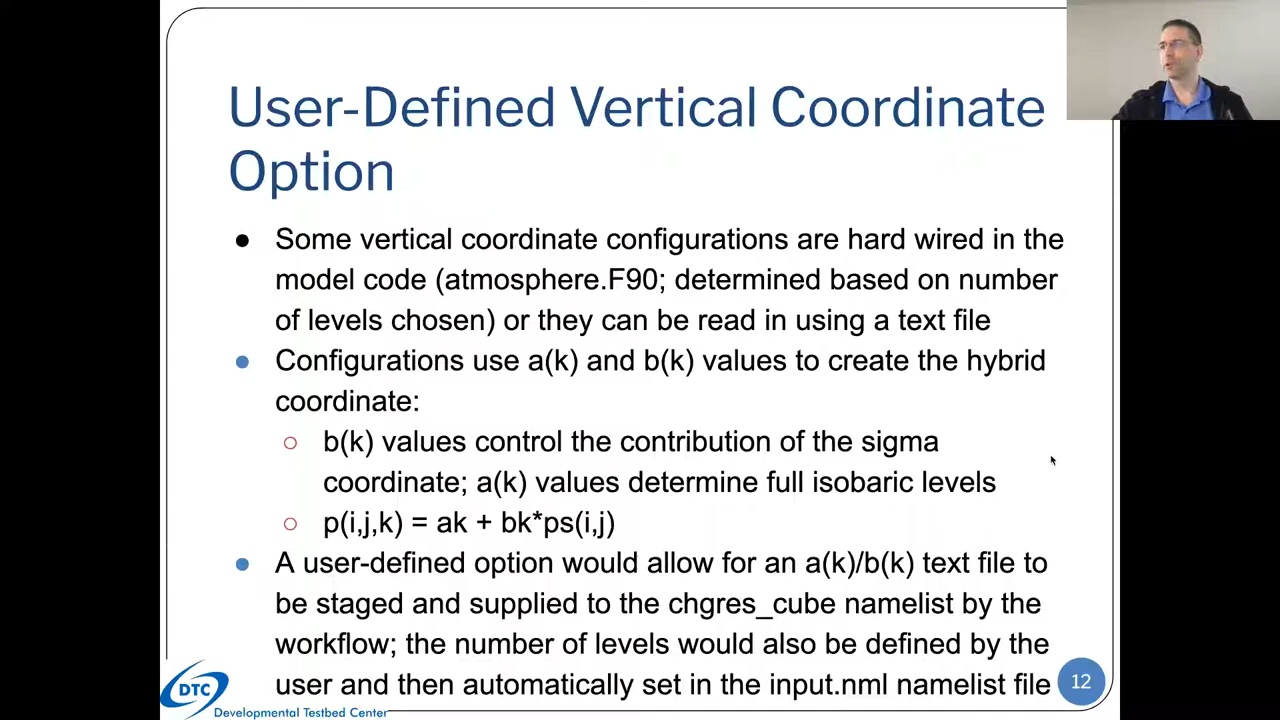 User-Defined Vertical Coordinate
Option
● Some vertical coordinate configurations are hard wired in the
model code (atmosphere.F90; determined based on number
of levels chosen) or they can be read in using a text file
● Configurations use a(k) and b(k) values to create the hybrid
coordinate:
○ b(k) values control the contribution of the sigma
coordinate; a(k) values determine full isobaric levels
○ p(i,j,k) = ak + bk*ps(i,j)
● A user-defined option would allow for an a(k)/b(k) text file to
be staged and supplied to the chgres_cube namelist by the
workflow; the number of levels would also be defined by the
user and then automatically set in the input.nml namelist file
12
DTC
Developmental Testbed Center